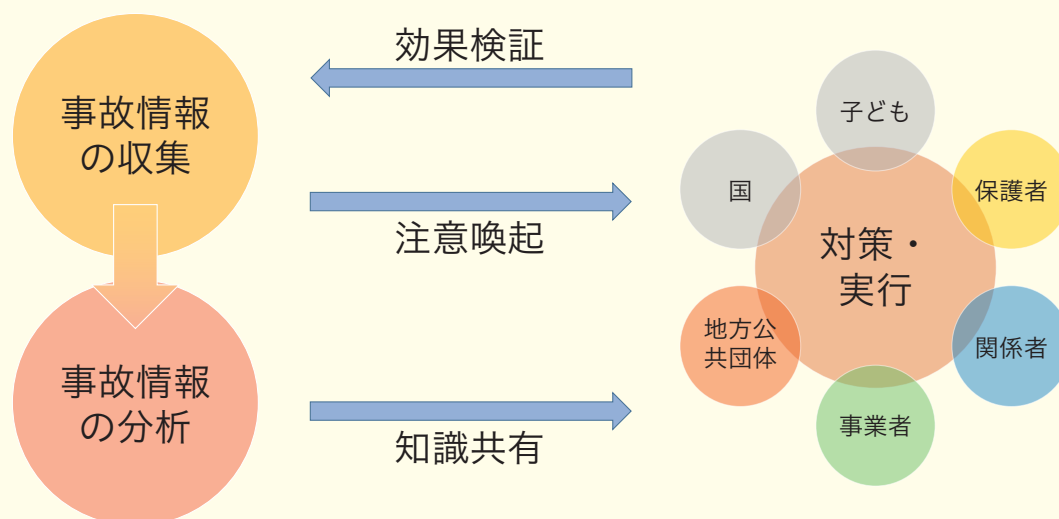 事故情報
の収集
事故情報
の分析
効果検証
注意喚起
知識共有
対策・
実行
子ども
保護者
関係者
事業者
地方公
共団体
国